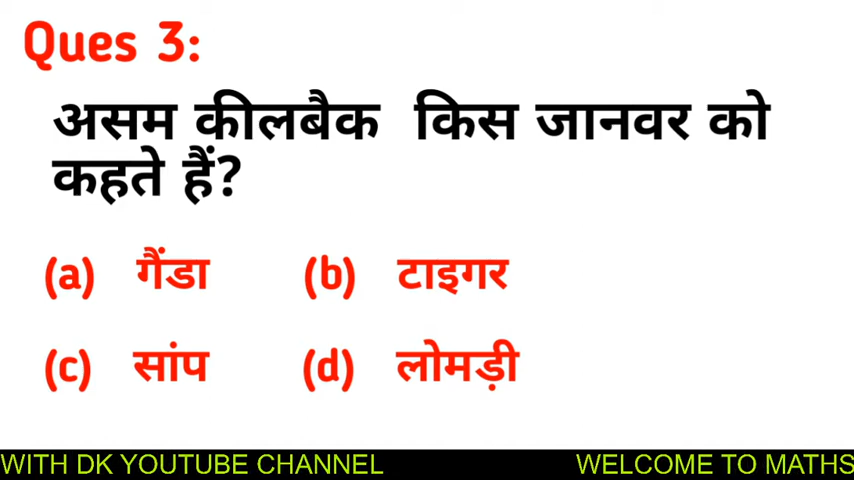 Ques 3:
असम कीलबैक किस जानवर को
कहते हैं?
(a) गैंडा (b) टाइगर
(c) सांप (d) लोमड़ी
WITH DK YOUTUBE CHANNEL WELCOME TO MATHS